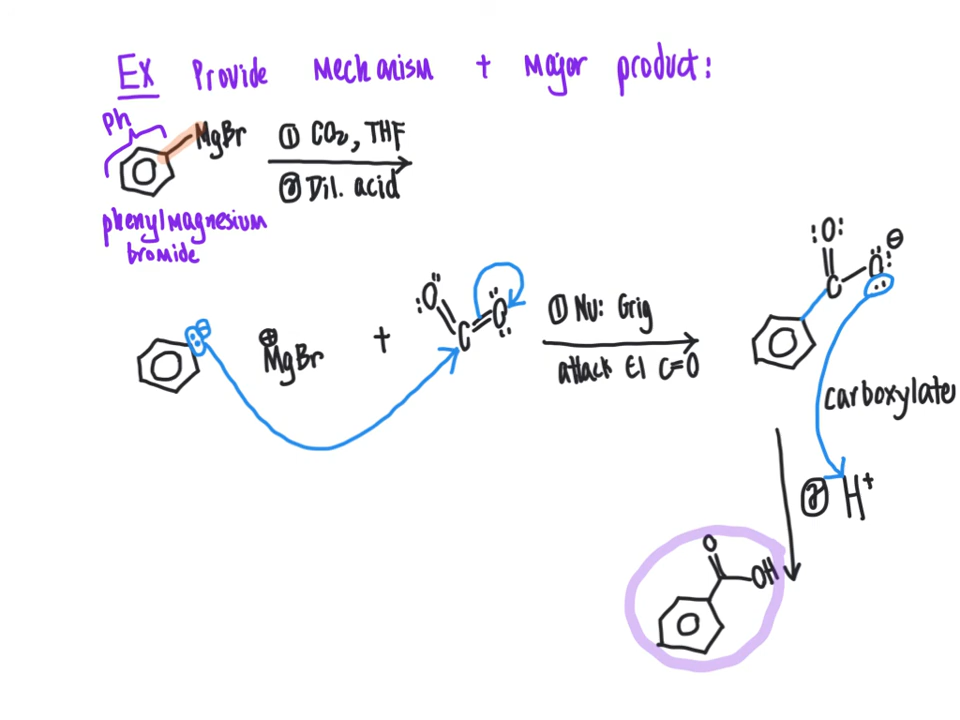 Ex Provide Mechanism + Major product:
Ph
MgBr
① CO₂, THF
② Dil. acid
phenylmagnesium
bromide
⊖
⊕
MgBr
+
O
C
O
① Nu: Grig
attack El C=O
:O:
C
O: ⊖
carboxylate
② H⁺
O
OH